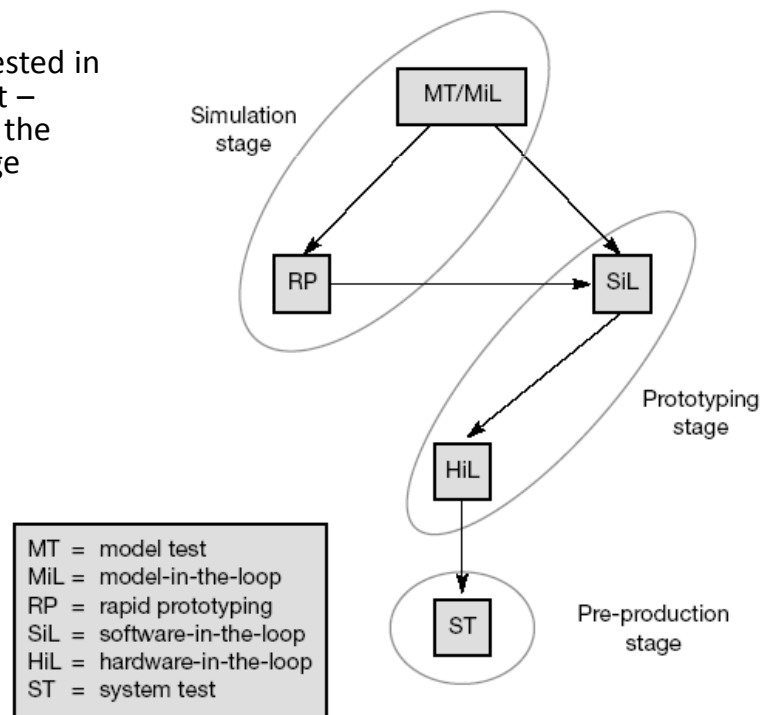 ested in
t –
the
ge
MT/MiL
Simulation
stage
RP
SiL
Prototyping
stage
HiL
MT = model test
MiL = model-in-the-loop
RP = rapid prototyping
SiL = software-in-the-loop
HiL = hardware-in-the-loop
ST = system test
ST
Pre-production
stage